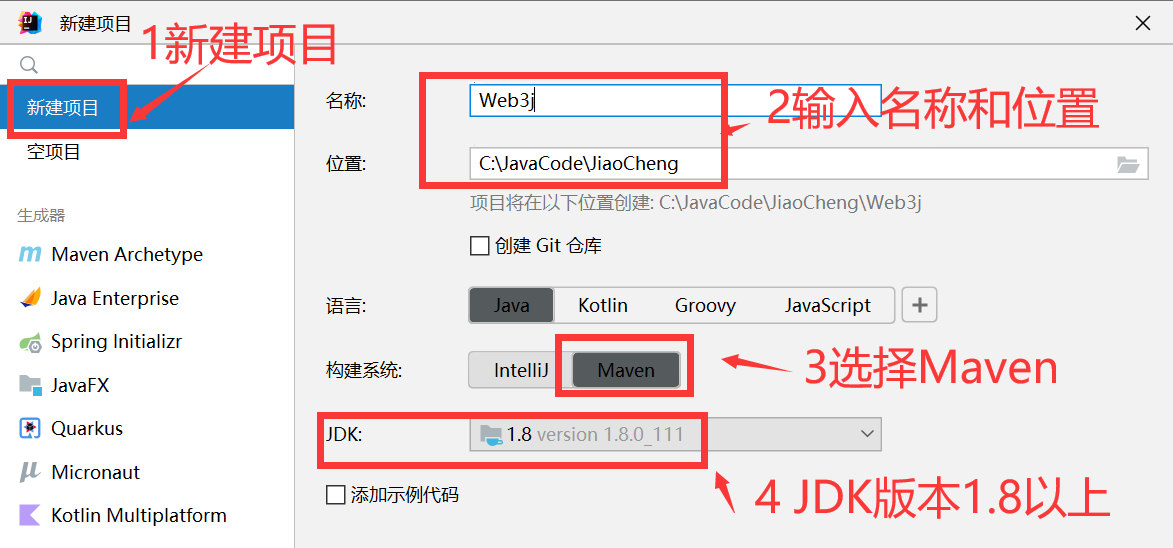 新建项目
1新建项目
新建项目
空项目
生成器
Maven Archetype
Java Enterprise
Spring Initializr
JavaFX
Quarkus
Micronaut
Kotlin Multiplatform
名称:
Web3j
2输入名称和位置
位置:
C:\JavaCode\JiaoCheng
项目将在以下位置创建: C:\JavaCode\JiaoCheng\Web3j
创建 Git 仓库
语言:
Java Kotlin Groovy JavaScript +
构建系统:
IntelliJ Maven
3选择Maven
JDK:
1.8 version 1.8.0_111
添加示例代码
4 JDK版本1.8以上